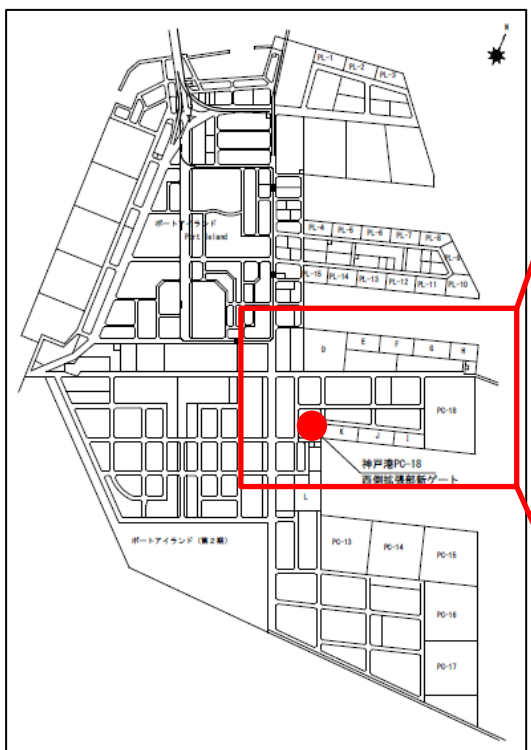 N
PL-1
PL-2
PL-3
ポートアイランド
Port Island
PL-4
PL-5
PL-6
PL-7
PL-8
PL-9
PL-15
PL-14
PL-13
PL-12
PL-11
PL-10
D
E
F
G
H
PC-18
K
J
I
神戸港PC-18
西側拡張部新ゲート
L
ポートアイランド(第2期)
PC-13
PC-14
PC-15
PC-16
PC-17